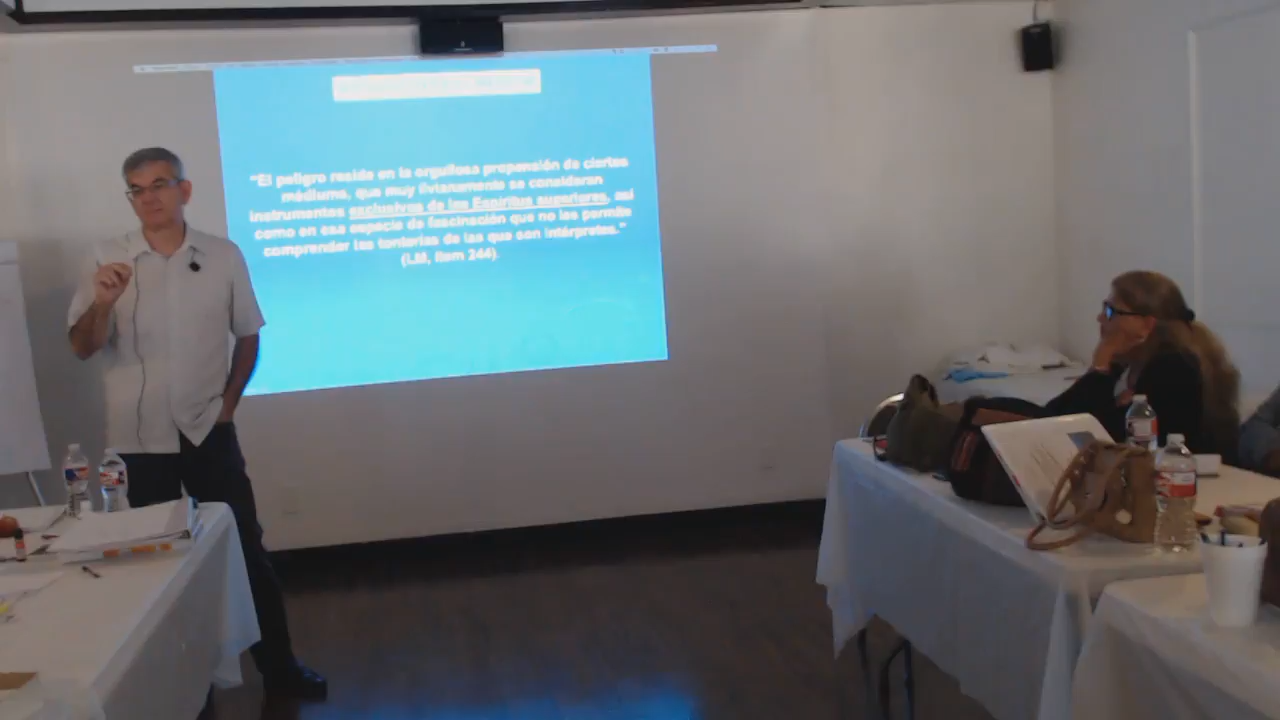 "El peligro reside en la orgullosa propensión de ciertos
médiums, que muy livianamente se consideran
instrumentos exclusivos de los Espíritus superiores, así
como en esa especie de fascinación que no les permite
comprender las tonterías de las que son intérpretes."
(LM, ítem 244).